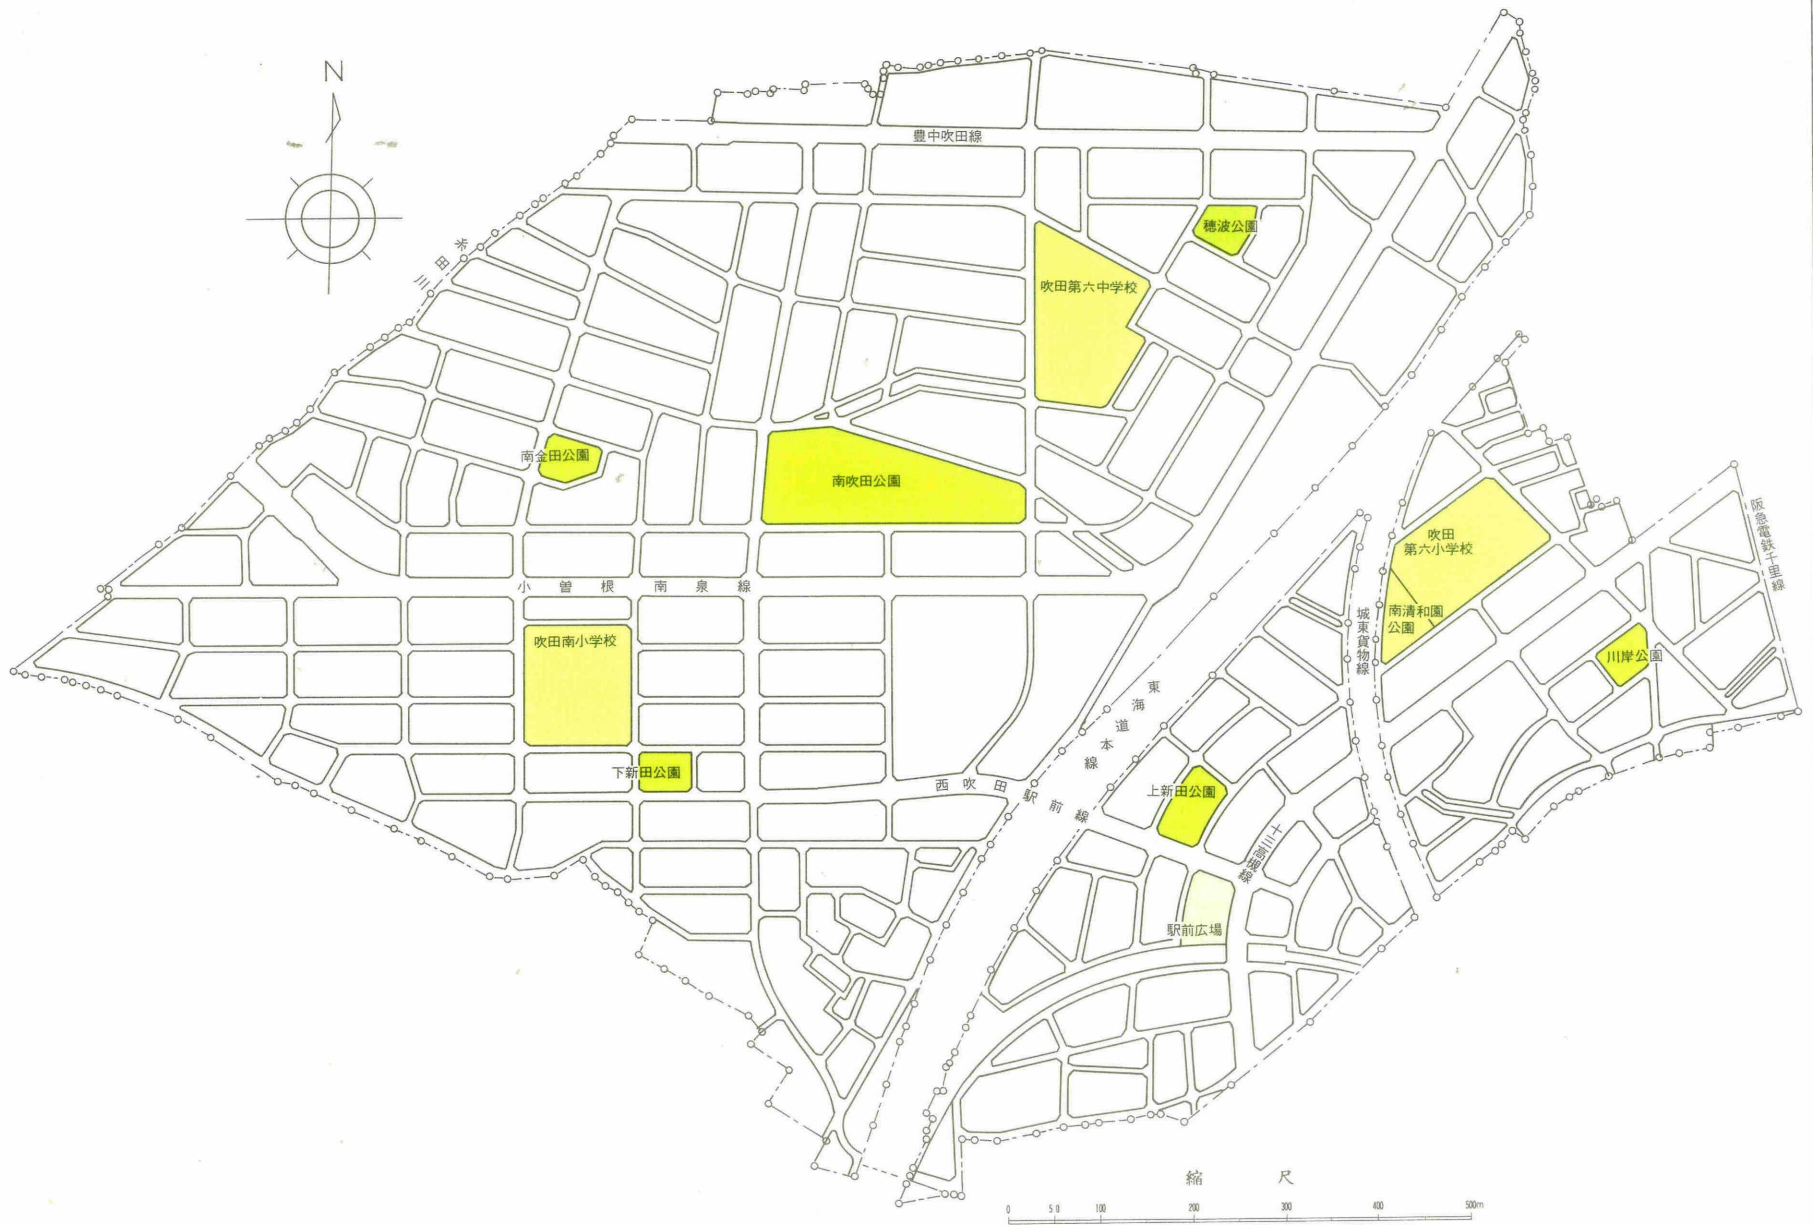 N
豊中吹田線
穂波公園
糸田川
吹田第六中学校
南金田公園
南吹田公園
阪急電鉄千里線
吹田
第六小学校
小曽根南泉線
南清和園
公園
城東貨物線
吹田南小学校
川岸公園
東海道本線
下新田公園
西吹田駅前線
上新田公園
十三高槻線
駅前広場
縮尺
0 50 100 200 300 400 500m